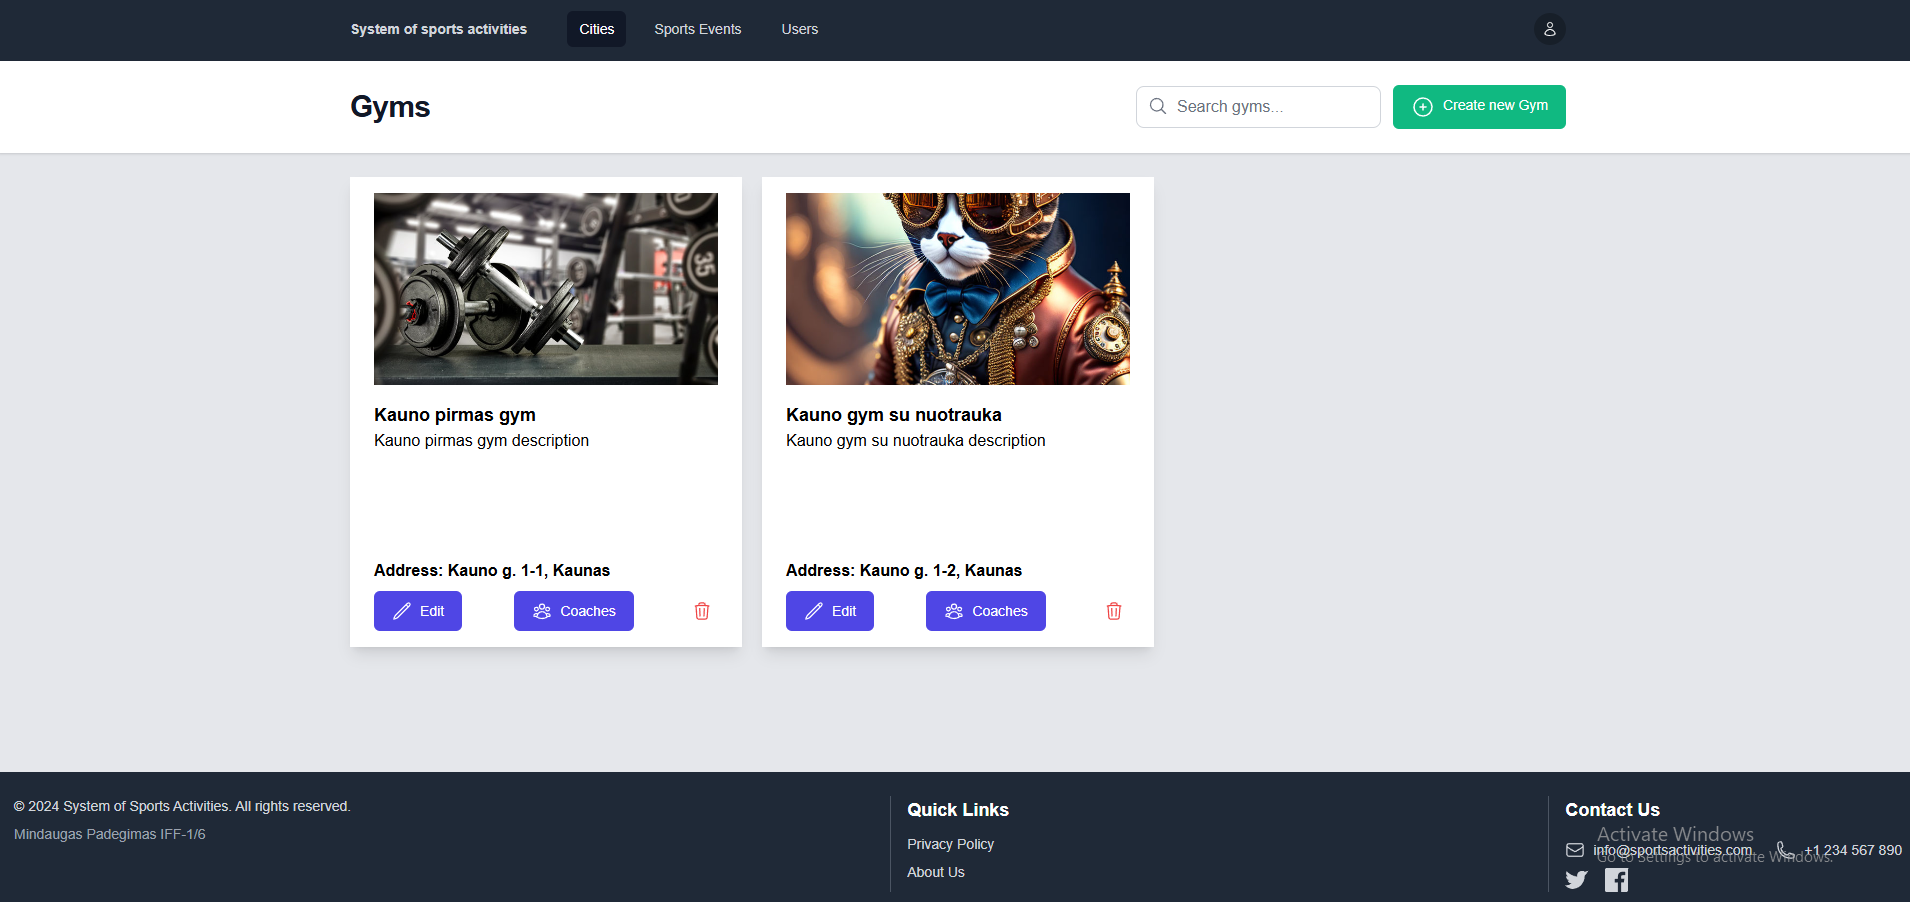 System of sports activities
Cities
Sports Events
Users
Gyms
Search gyms...
Create new Gym
35
Kauno pirmas gym
Kauno pirmas gym description
Address: Kauno g. 1-1, Kaunas
Edit
Coaches
Kauno gym su nuotrauka
Kauno gym su nuotrauka description
Address: Kauno g. 1-2, Kaunas
Edit
Coaches
© 2024 System of Sports Activities. All rights reserved.
Mindaugas Padegimas IFF-1/6
Quick Links
Privacy Policy
About Us
Contact Us
info@sportsactivities.com
+1 234 567 890
Activate Windows
Go to Settings to activate Windows.